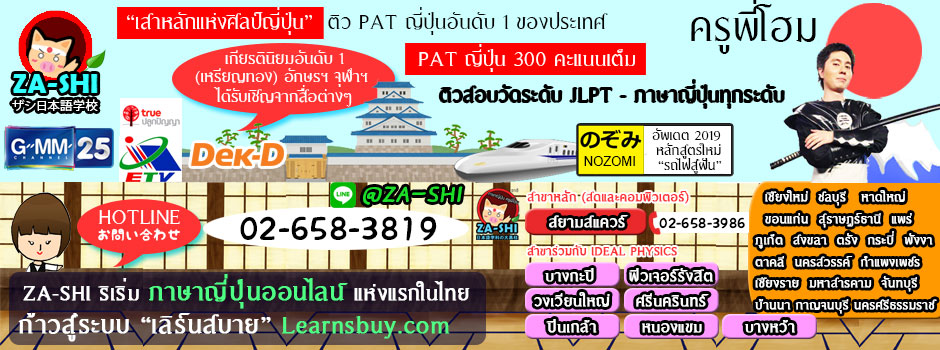 “เสาหลักแห่งศิลป์ญี่ปุ่น” ติว PAT ญี่ปุ่นอันดับ 1 ของประเทศ
ครูพี่โฮม
เกียรตินิยมอันดับ 1
(เหรียญทอง) อักษรฯ จุฬาฯ
ได้รับเชิญจากสื่อต่างๆ
PAT ญี่ปุ่น 300 คะแนนเต็ม
ติวสอบวัดระดับ JLPT - ภาษาญี่ปุ่นทุกระดับ
ZA-SHI
ザシ日本語学校
true
ปลูกปัญญา
G"MM 25
CHANNEL
ETV
Dek-D
のぞみ
NOZOMI
อัพเดต 2019
หลักสูตรใหม่
“รถไฟสู่ฝัน”
LINE @ZA-SHI
HOTLINE
お問い合わせ
02-658-3819
ZA-SHI
สาขาหลัก (สดและคอมพิวเตอร์)
สยามสแควร์ 02-658-3986
สาขาร่วมกับ IDEAL PHYSICS
บางกะปิ ฟิวเจอร์รังสิต
วงเวียนใหญ่ ศรีนครินทร์
ปิ่นเกล้า หนองแขม บางหว้า
เชียงใหม่ ชลบุรี หาดใหญ่
ขอนแก่น สุราษฎร์ธานี แพร่
ภูเก็ต สงขลา ตรัง กระบี่ พังงา
ตาคลี นครสวรรค์ กำแพงเพชร
เชียงราย มหาสารคาม จันทบุรี
บ้านนา กาญจนบุรี นครศรีธรรมราช
ZA-SHI ริเริ่ม ภาษาญี่ปุ่นออนไลน์ แห่งแรกในไทย
ก้าวสู่ระบบ “เลิร์นส์บาย” Learnsbuy.com